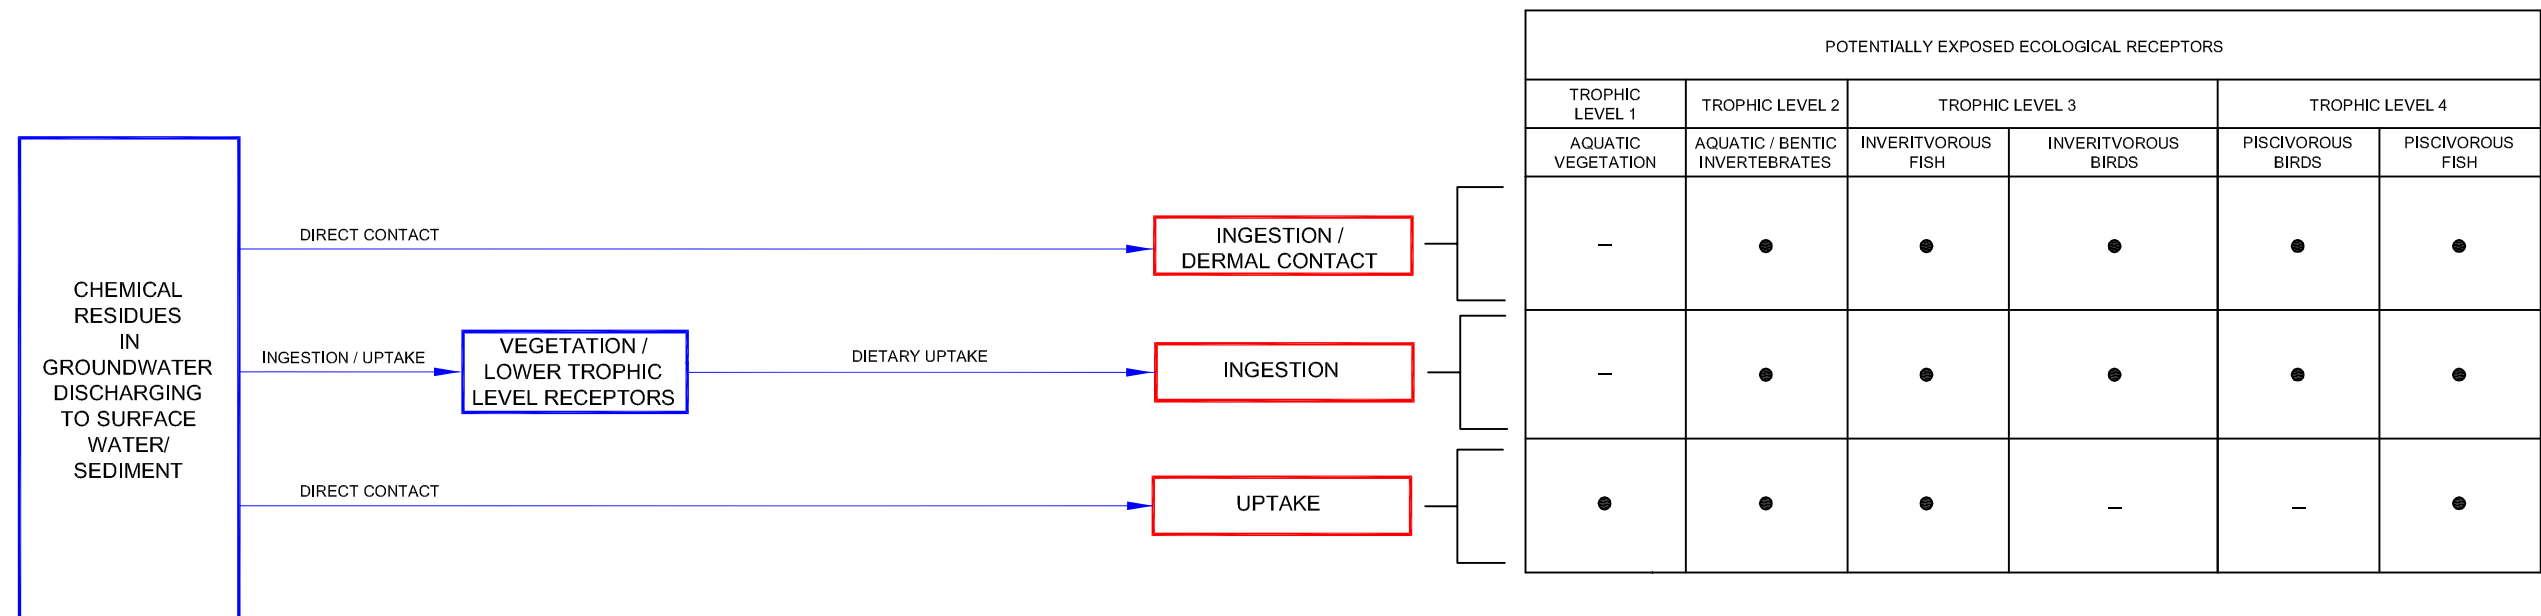 POTENTIALLY EXPOSED ECOLOGICAL RECEPTORS
TROPHIC
LEVEL 1
TROPHIC LEVEL 2
TROPHIC LEVEL 3
TROPHIC LEVEL 4
AQUATIC
VEGETATION
AQUATIC / BENTIC
INVERTEBRATES
INVERITVOROUS
FISH
INVERITVOROUS
BIRDS
PISCIVOROUS
BIRDS
PISCIVOROUS
FISH
CHEMICAL
RESIDUES
IN
GROUNDWATER
DISCHARGING
TO SURFACE
WATER/
SEDIMENT
DIRECT CONTACT
INGESTION /
DERMAL CONTACT
–
INGESTION / UPTAKE
VEGETATION /
LOWER TROPHIC
LEVEL RECEPTORS
DIETARY UPTAKE
INGESTION
–
DIRECT CONTACT
UPTAKE
–
–